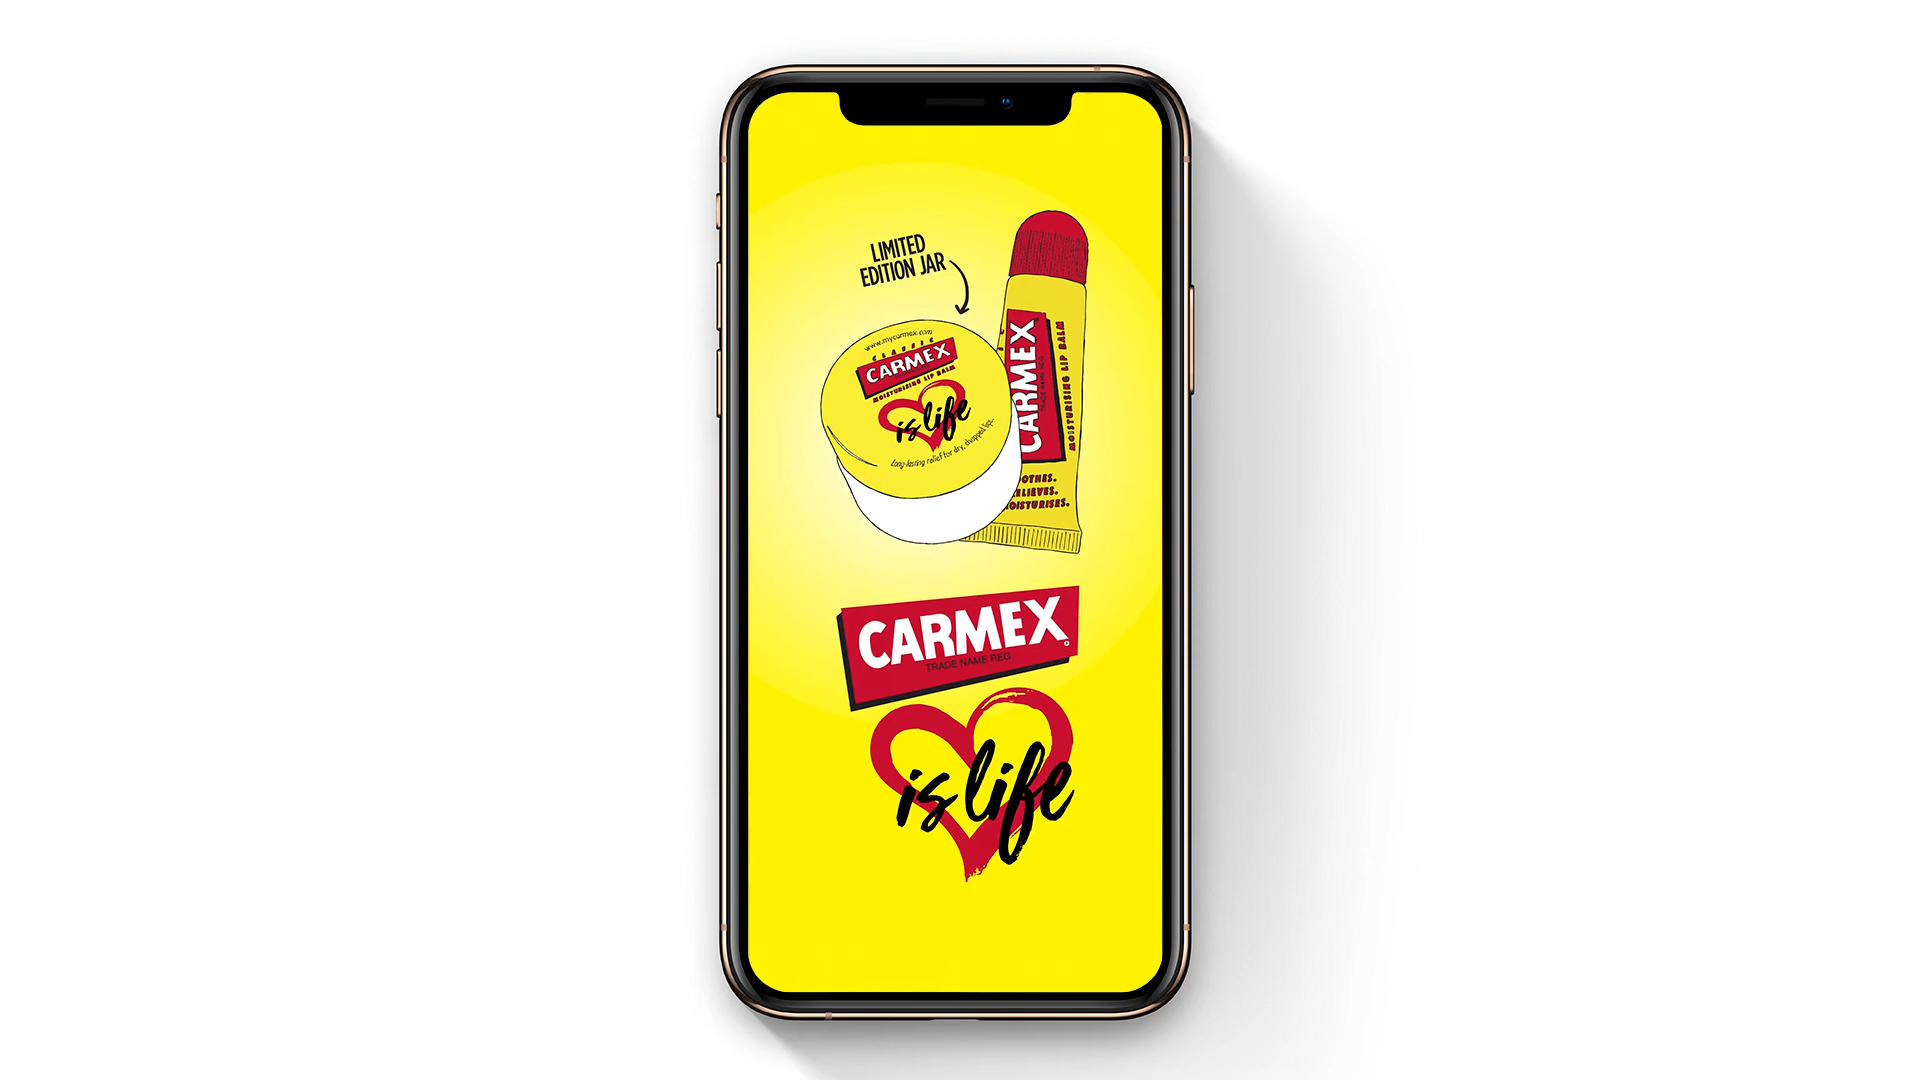 LIMITED
EDITION JAR
www.mycarmex.com
CLASSIC
CARMEX
MOISTURISING LIP BALM
is life
Long-lasting relief for dry, chapped lips.
CARMEX
MOISTURISING LIP BALM
OTHES.
ELIEVES.
OISTURISES.
CARMEX
TRADE NAME REG.
is life